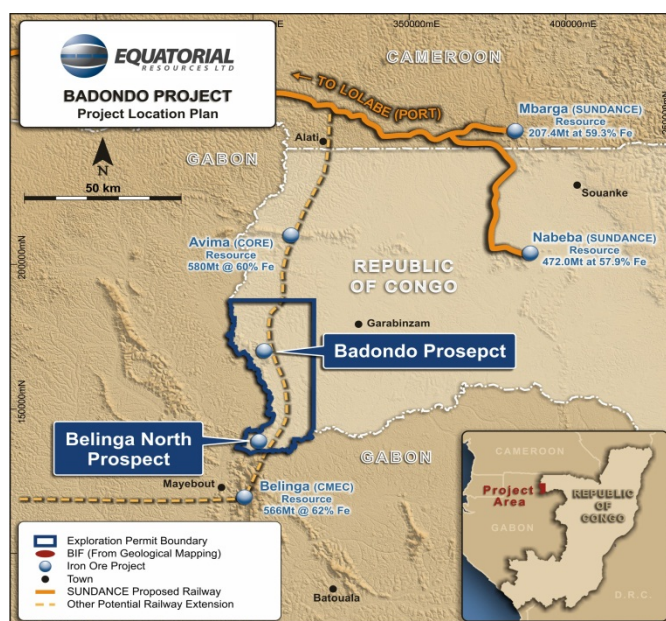 EQUATORIAL
RESOURCES LTD
BADONDO PROJECT
Project Location Plan
N
50 km
350000mE
400000mE
CAMEROON
TO LOLABE (PORT)
Mbarga (SUNDANCE)
Resource
207.4Mt at 59.3% Fe
Alati
GABON
Souanke
Avima (CORE)
Resource
580Mt @ 60% Fe
200000mN
Nabeba (SUNDANCE)
472.0Mt at 57.9% Fe
REPUBLIC
OF CONGO
Garabinzam
Badondo Prosepct
150000mN
Belinga North
Prospect
GABON
Mayebout
Belinga (CMEC)
Resource
566Mt @ 62% Fe
Batouala
Exploration Permit Boundary
BIF (From Geological Mapping)
Iron Ore Project
Town
SUNDANCE Proposed Railway
Other Potential Railway Extension
CAMEROON
Project
Area
REPUBLIC
OF CONGO
GABON
D.R.C.